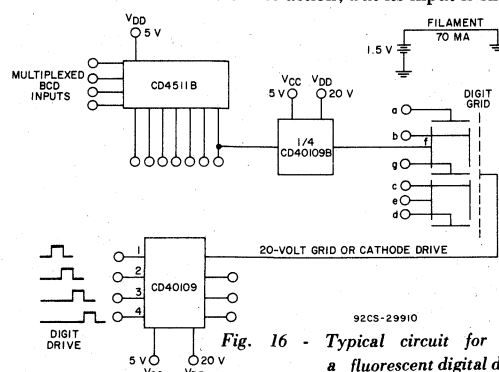 VDD
5 V
MULTIPLEXED
BCD
INPUTS
CD4511B
FILAMENT
70 MA
1.5 V
VCC VDD
5 V 20 V
1/4
CD40109B
DIGIT
GRID
a
b
f
g
c
e
d
20-VOLT GRID OR CATHODE DRIVE
1
2
3
4
CD40109
DIGIT
DRIVE
5 V 20 V
92CS-29910
Fig. 16 - Typical circuit for
a fluorescent digital